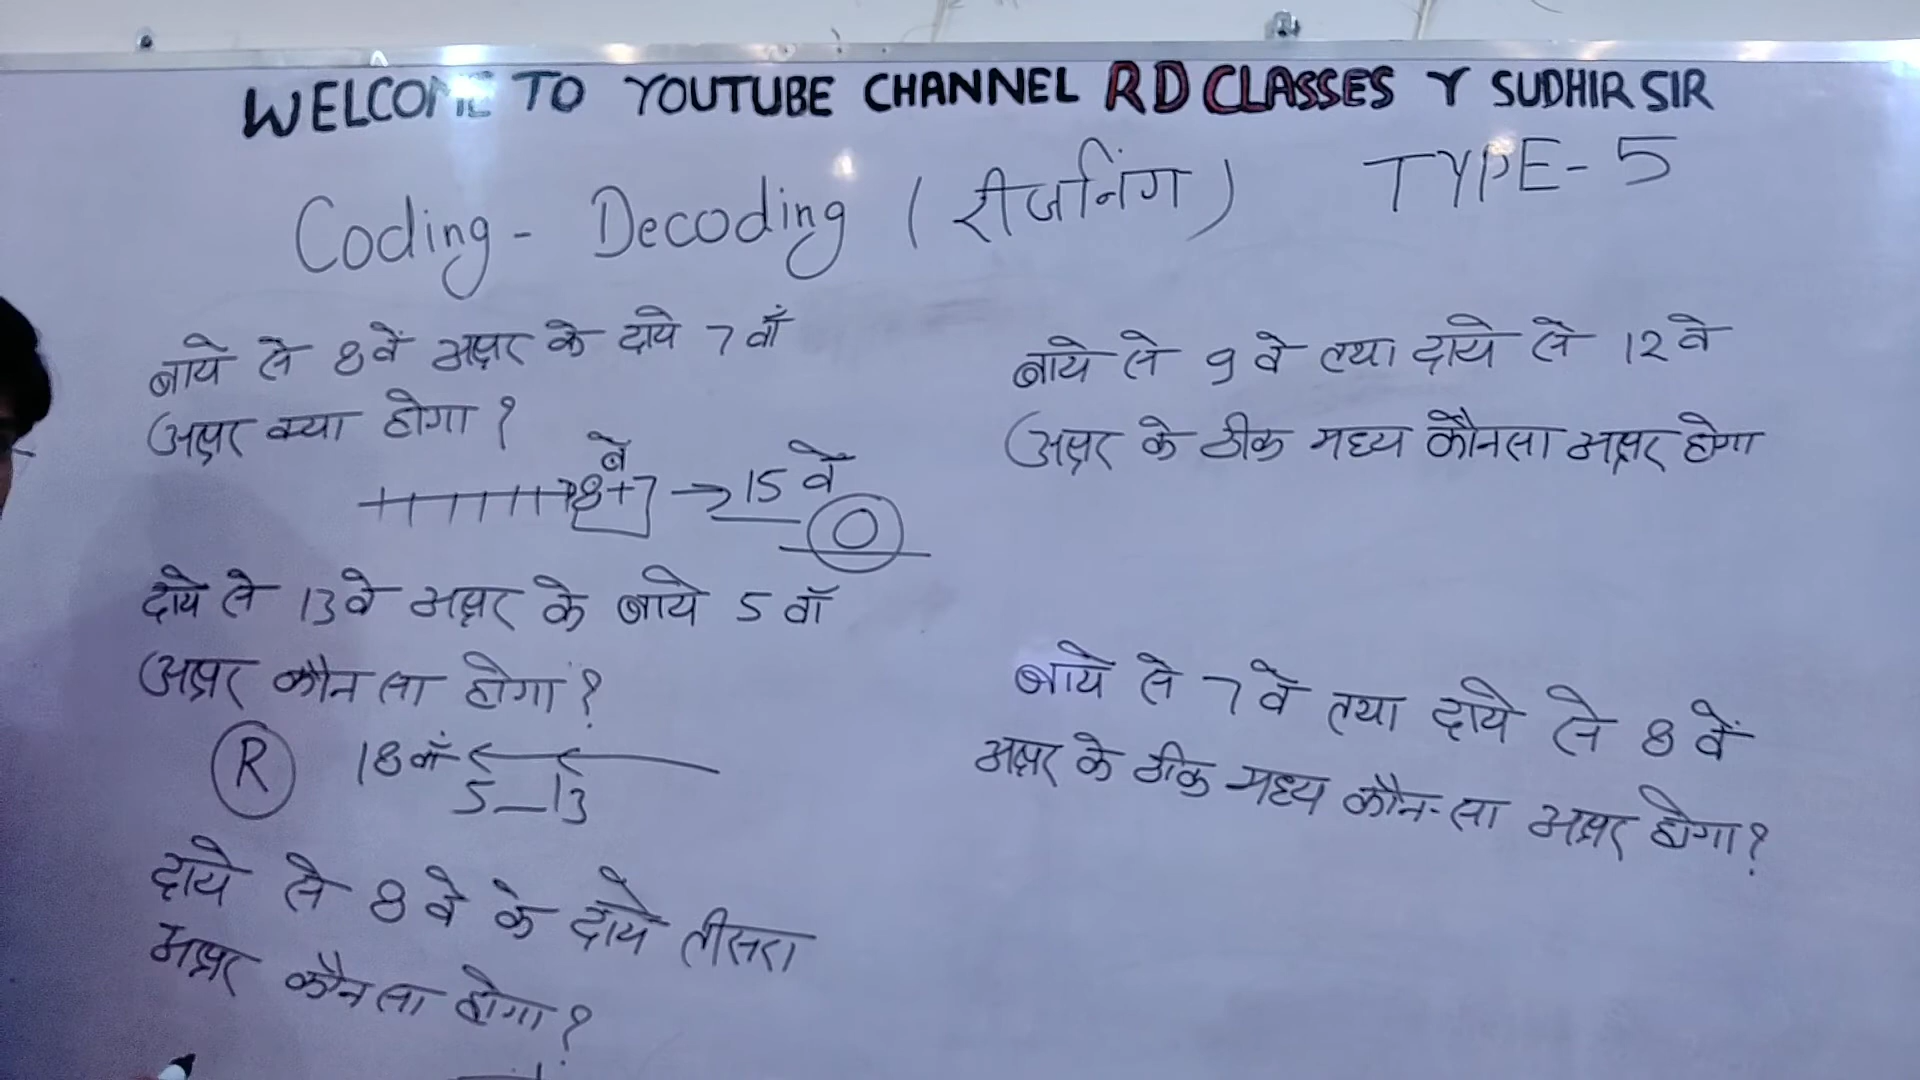 WELCOME TO YOUTUBE CHANNEL RD CLASSES Y SUDHIR SIR
Coding - Decoding (रीजनिंग) TYPE-5
बाये से 8वें अक्षर के दाये 7वाँ
अक्षर क्या होगा?
8वें+7 → 15वें
O
दाये से 13वे अक्षर के बाये 5वॉ
अक्षर कौनसा होगा?
R 18वाँ
5 13
दाये से 8वे के दाये तीसरा
अक्षर कौनसा होगा?
बाये से 9वे तथा दाये से 12वे
अक्षर के ठीक मध्य कौनसा अक्षर होगा
बाये से 7वें तथा दाये से 8वें
अक्षर के ठीक मध्य कौन-सा अक्षर होगा?